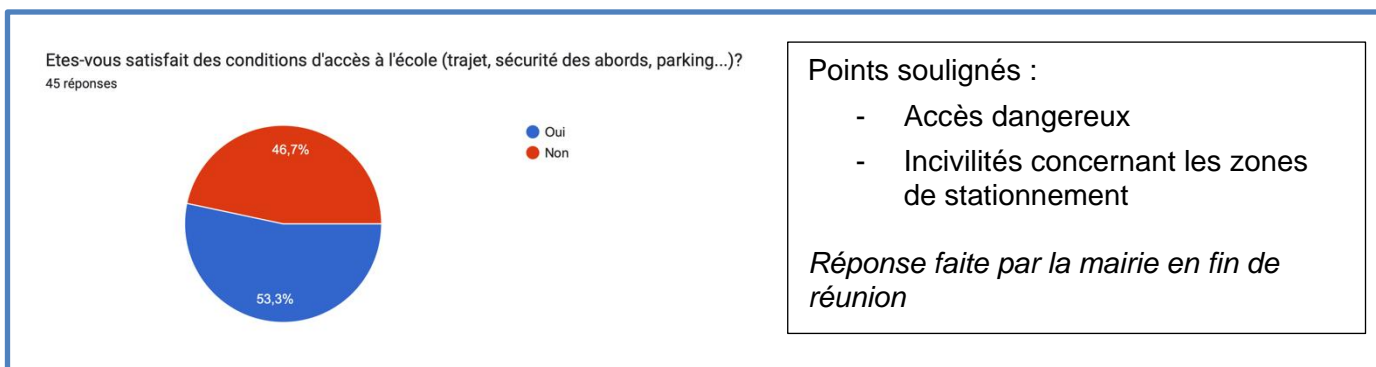 Etes-vous satisfait des conditions d'accès à l'école (trajet, sécurité des abords, parking...)?
45 réponses
46,7%
53,3%
Oui
Non
Points soulignés :
- Accès dangereux
- Incivilités concernant les zones
de stationnement
Réponse faite par la mairie en fin de
réunion